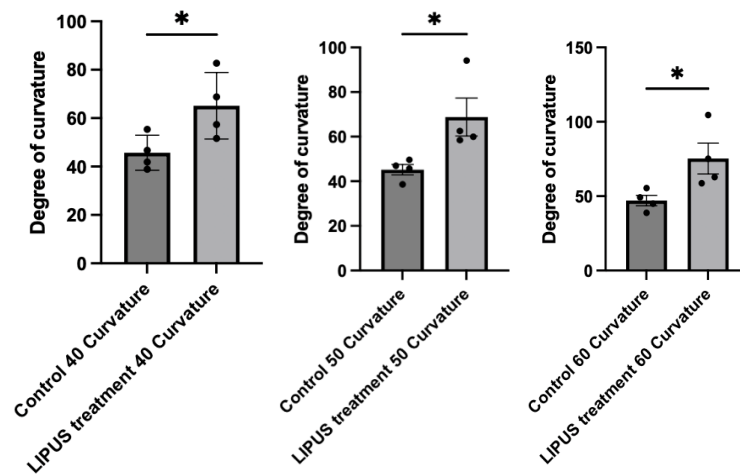 Degree of curvature
100
80
60
40
20
0
*
Control 40 Curvature
LIPUS treatment 40 Curvature
Degree of curvature
100
80
60
40
20
0
*
Control 50 Curvature
LIPUS treatment 50 Curvature
Degree of curvature
150
100
50
0
*
Control 60 Curvature
LIPUS treatment 60 Curvature